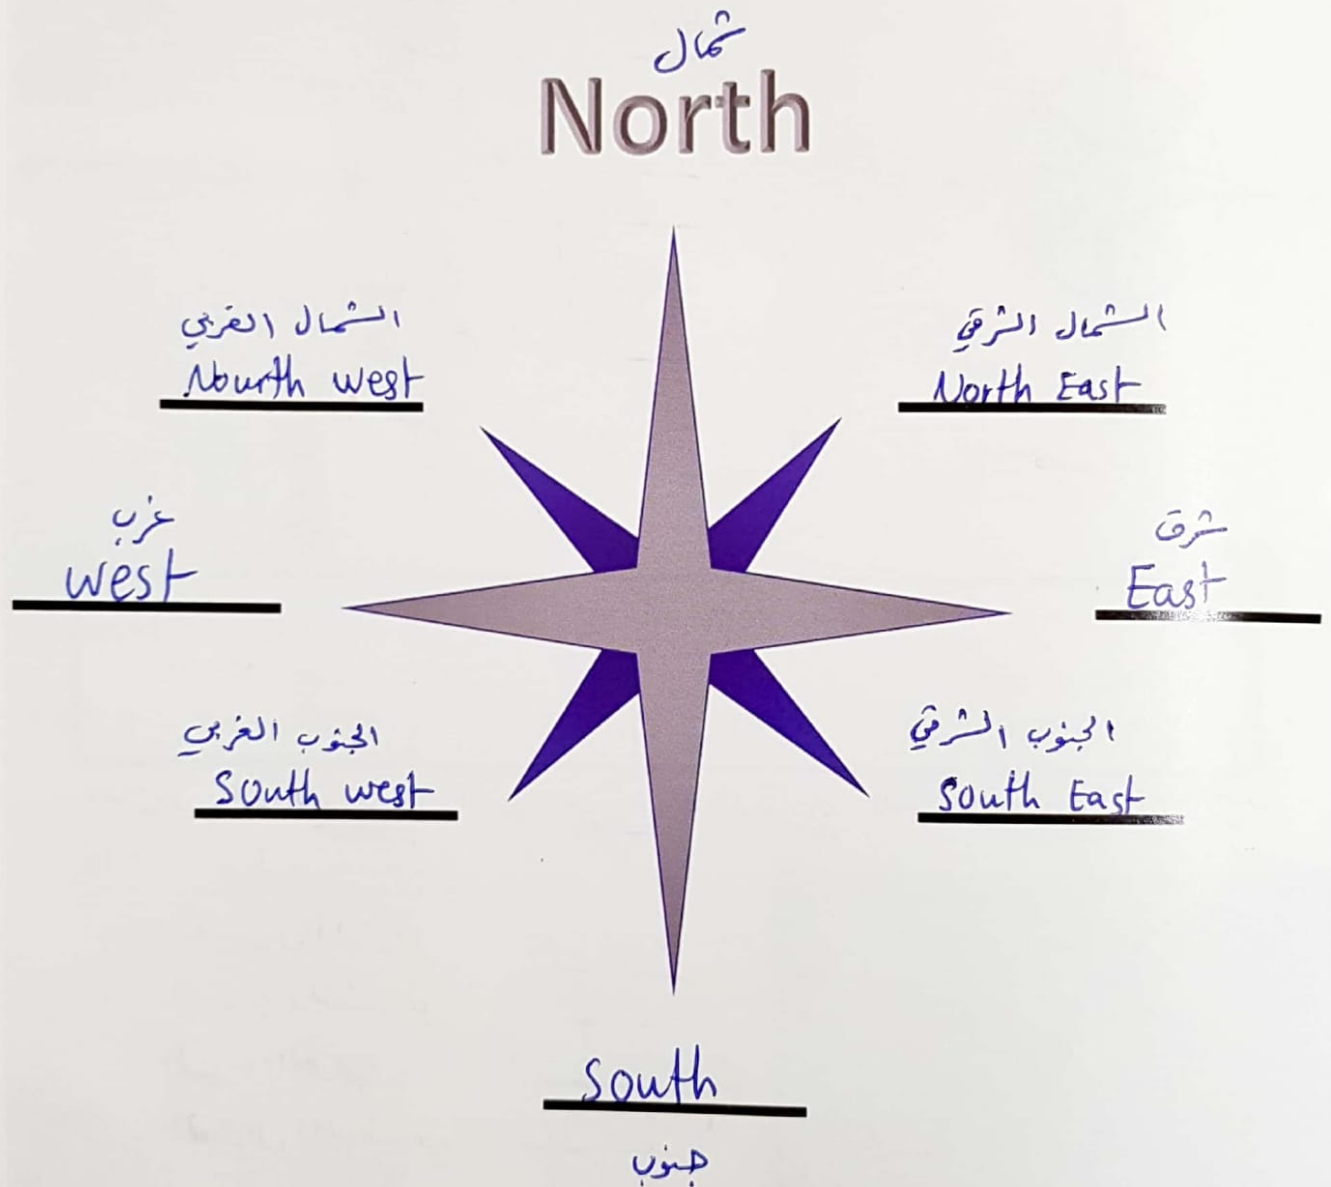 شمال
North
الشمال الغربي
Nourth west
الشمال الشرقي
North East
غرب
west
شرق
East
الجنوب الغربي
South west
الجنوب الشرقي
South East
South
جنوب